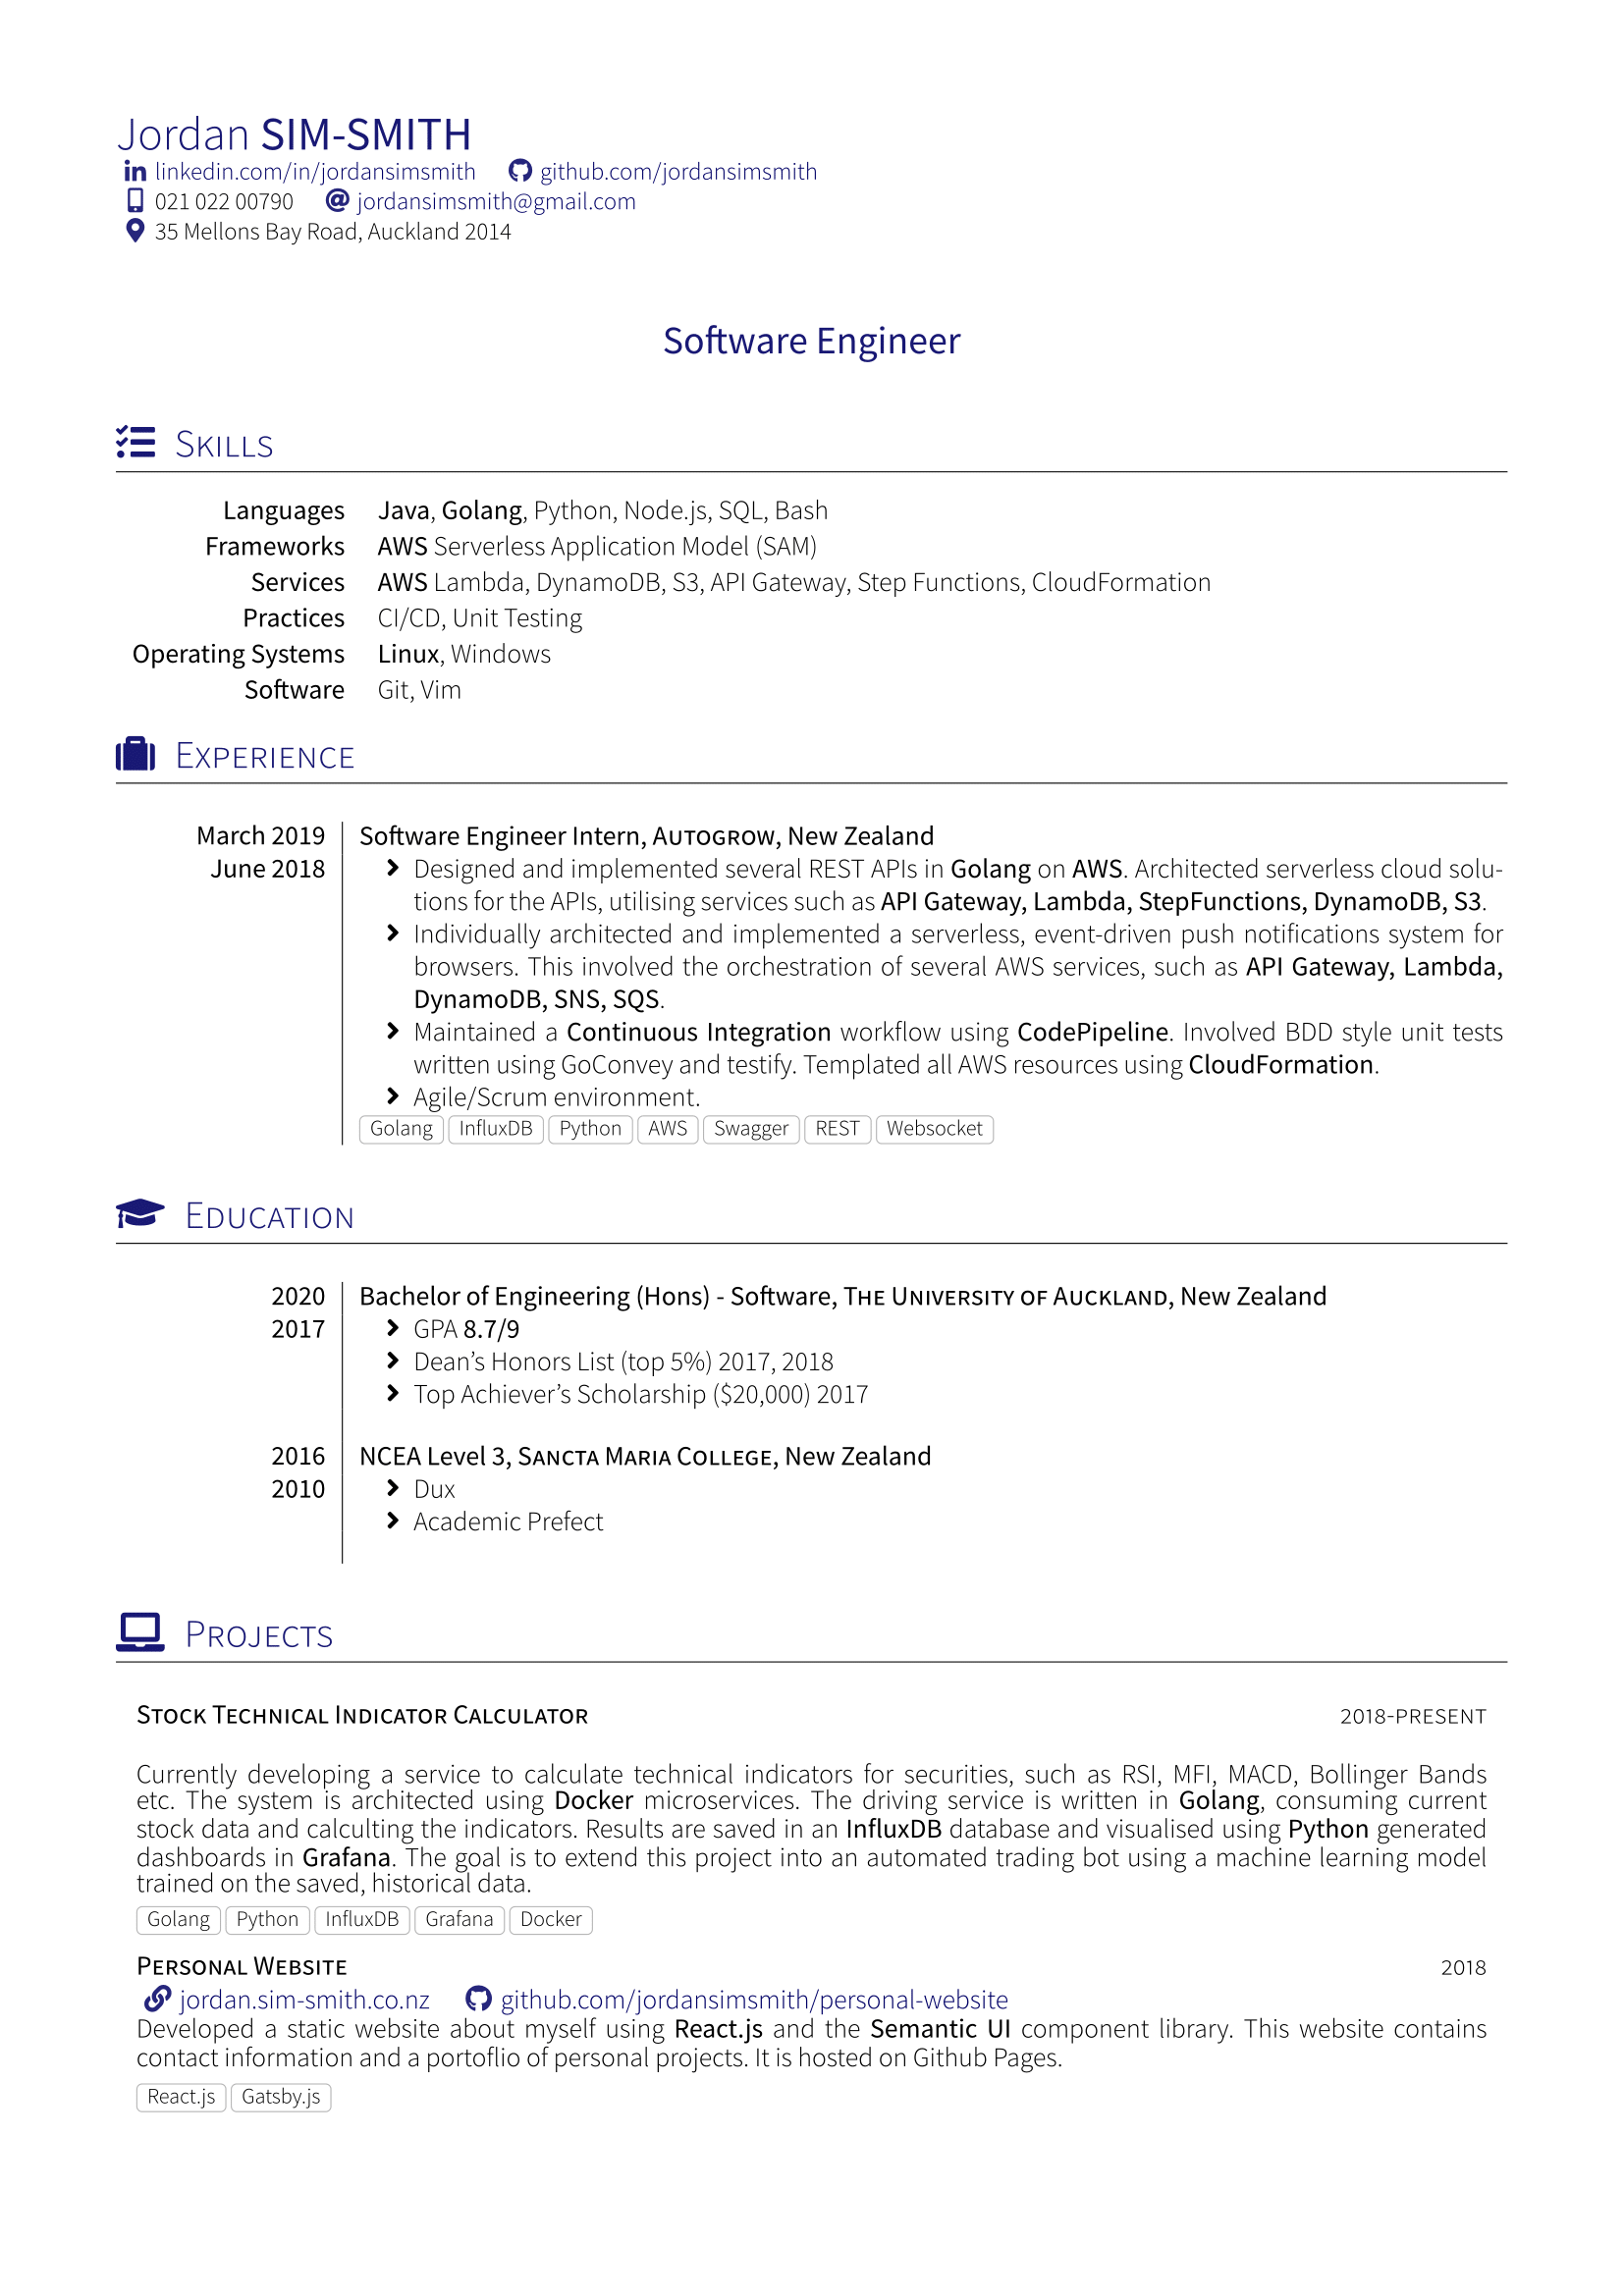 Jordan SIM-SMITH
linkedin.com/in/jordansimsmith github.com/jordansimsmith
021 022 00790 jordansimsmith@gmail.com
35 Mellons Bay Road, Auckland 2014
Software Engineer
SKILLS
Languages Java, Golang, Python, Node.js, SQL, Bash
Frameworks AWS Serverless Application Model (SAM)
Services AWS Lambda, DynamoDB, S3, API Gateway, Step Functions, CloudFormation
Practices CI/CD, Unit Testing
Operating Systems Linux, Windows
Software Git, Vim
EXPERIENCE
March 2019 Software Engineer Intern, AUTOGROW, New Zealand
June 2018 Designed and implemented several REST APIs in Golang on AWS. Architected serverless cloud solu-
tions for the APIs, utilising services such as API Gateway, Lambda, StepFunctions, DynamoDB, S3.
Individually architected and implemented a serverless, event-driven push notifications system for
browsers. This involved the orchestration of several AWS services, such as API Gateway, Lambda,
DynamoDB, SNS, SQS.
Maintained a Continuous Integration workflow using CodePipeline. Involved BDD style unit tests
written using GoConvey and testify. Templated all AWS resources using CloudFormation.
Agile/Scrum environment.
Golang InfluxDB Python AWS Swagger REST Websocket
EDUCATION
2020 Bachelor of Engineering (Hons) - Software, THE UNIVERSITY OF AUCKLAND, New Zealand
2017 GPA 8.7/9
Dean's Honors List (top 5%) 2017, 2018
Top Achiever's Scholarship ($20,000) 2017
2016 NCEA Level 3, SANCTA MARIA COLLEGE, New Zealand
2010 Dux
Academic Prefect
PROJECTS
STOCK TECHNICAL INDICATOR CALCULATOR 2018-PRESENT
Currently developing a service to calculate technical indicators for securities, such as RSI, MFI, MACD, Bollinger Bands
etc. The system is architected using Docker microservices. The driving service is written in Golang, consuming current
stock data and calculting the indicators. Results are saved in an InfluxDB database and visualised using Python generated
dashboards in Grafana. The goal is to extend this project into an automated trading bot using a machine learning model
trained on the saved, historical data.
Golang Python InfluxDB Grafana Docker
PERSONAL WEBSITE 2018
jordan.sim-smith.co.nz github.com/jordansimsmith/personal-website
Developed a static website about myself using React.js and the Semantic UI component library. This website contains
contact information and a portoflio of personal projects. It is hosted on Github Pages.
React.js Gatsby.js